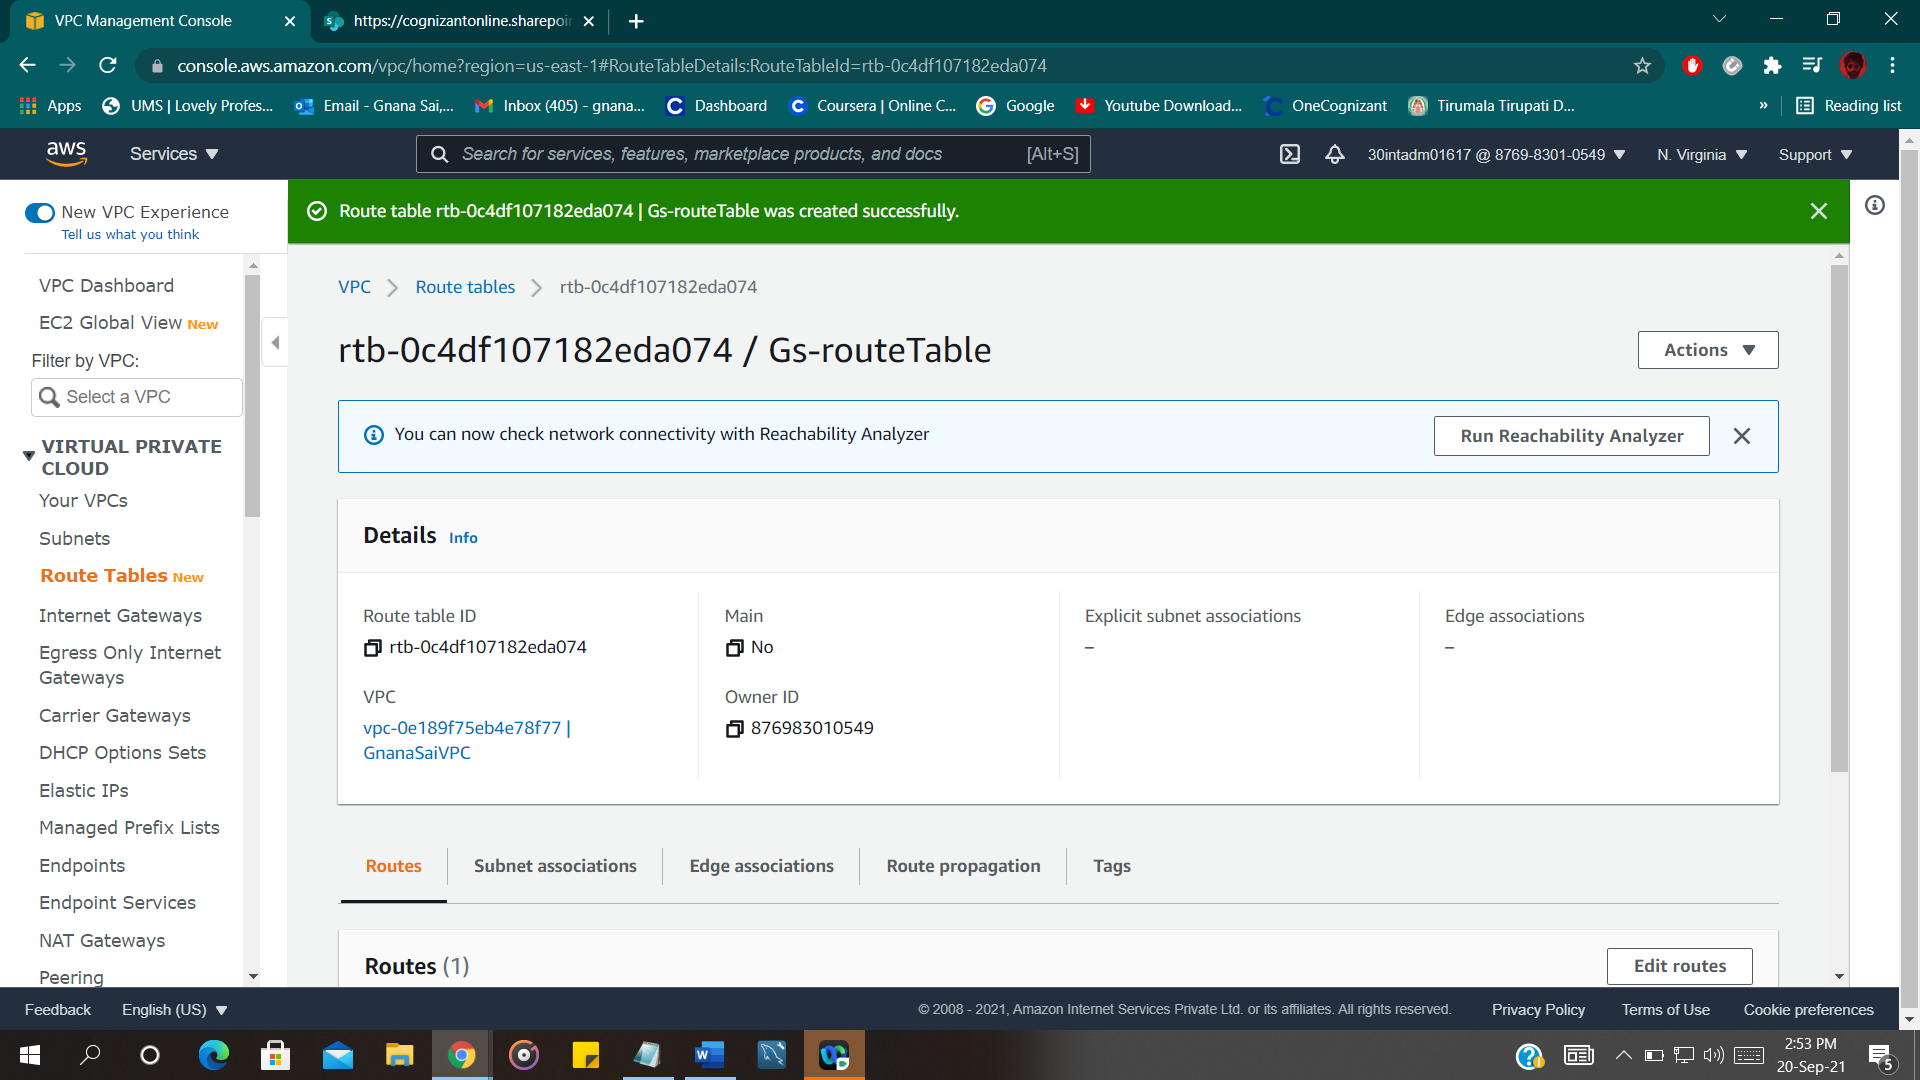 VPC Management Console
https://cognizantonline.sharepoin
console.aws.amazon.com/vpc/home?region=us-east-1#RouteTableDetails:RouteTableId=rtb-0c4df107182eda074
Apps
UMS | Lovely Profes...
Email - Gnana Sai,...
Inbox (405) - gnana...
Dashboard
Coursera | Online C...
Google
Youtube Download...
OneCognizant
Tirumala Tirupati D...
»
Reading list
aws
Services
Search for services, features, marketplace products, and docs
[Alt+S]
30intadm01617 @ 8769-8301-0549
N. Virginia
Support
New VPC Experience
Tell us what you think
Route table rtb-0c4df107182eda074 | Gs-routeTable was created successfully.
VPC Dashboard
EC2 Global View New
Filter by VPC:
Select a VPC
VIRTUAL PRIVATE
CLOUD
Your VPCs
Subnets
Route Tables New
Internet Gateways
Egress Only Internet
Gateways
Carrier Gateways
DHCP Options Sets
Elastic IPs
Managed Prefix Lists
Endpoints
Endpoint Services
NAT Gateways
Peering
VPC
Route tables
rtb-0c4df107182eda074
rtb-0c4df107182eda074 / Gs-routeTable
Actions
You can now check network connectivity with Reachability Analyzer
Run Reachability Analyzer
Details Info
Route table ID
rtb-0c4df107182eda074
Main
No
Explicit subnet associations
–
Edge associations
–
VPC
vpc-0e189f75eb4e78f77 |
GnanaSaiVPC
Owner ID
876983010549
Routes
Subnet associations
Edge associations
Route propagation
Tags
Routes (1)
Edit routes
Feedback
English (US)
© 2008 - 2021, Amazon Internet Services Private Ltd. or its affiliates. All rights reserved.
Privacy Policy
Terms of Use
Cookie preferences
2:53 PM
20-Sep-21
5